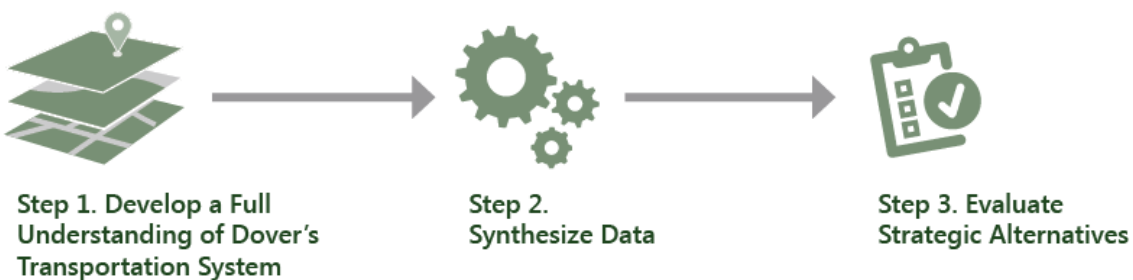 Step 1. Develop a Full
Understanding of Dover's
Transportation System
Step 2.
Synthesize Data
Step 3. Evaluate
Strategic Alternatives